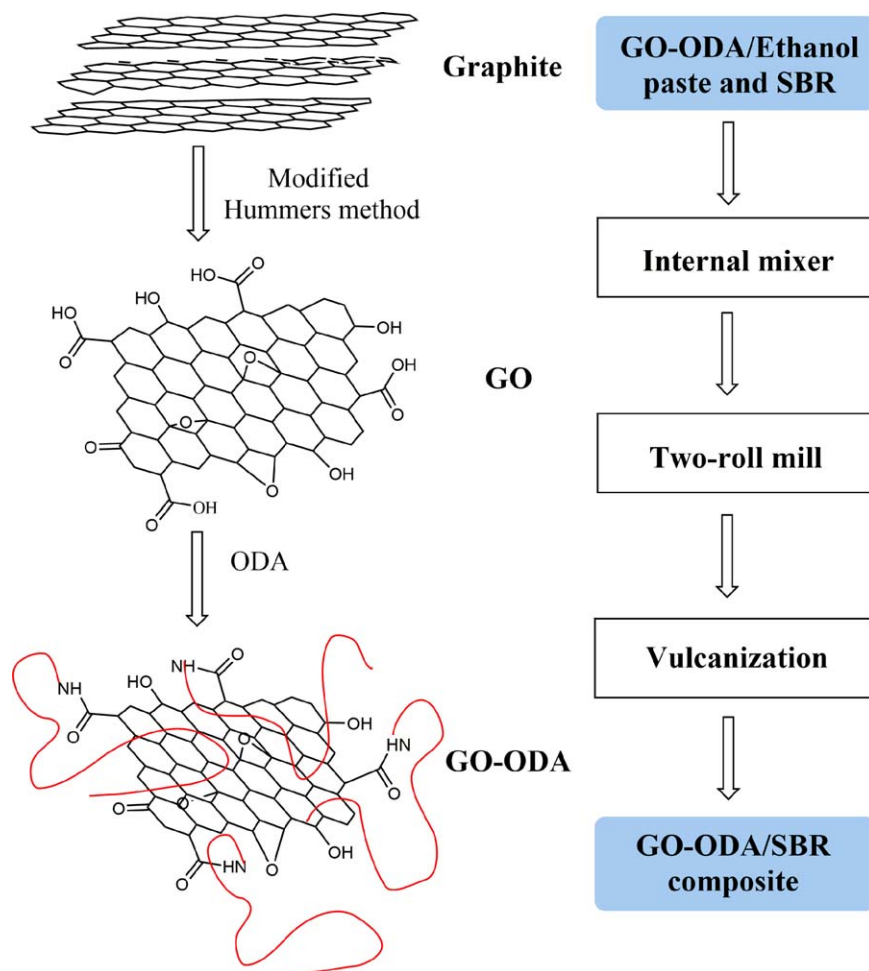 Graphite
Modified
Hummers method
HO
O
HO
HO
O
OH
O
OH
O
GO
O
O
OH
O
O
OH
ODA
NH
O
HO
NH
O
OH
HN
O
O
O
O
OH
O
O
HN
GO-ODA
GO-ODA/Ethanol
paste and SBR
Internal mixer
Two-roll mill
Vulcanization
GO-ODA/SBR
composite